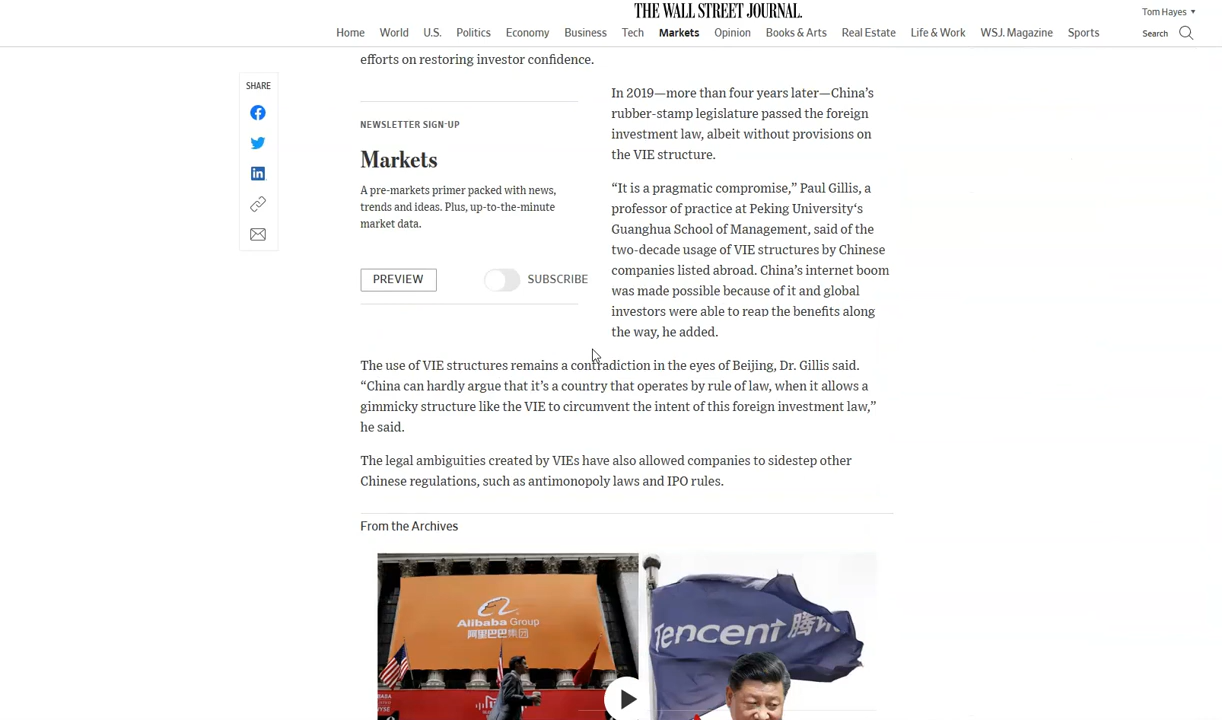 THE WALL STREET JOURNAL.
Tom Hayes ▼
Home World U.S. Politics Economy Business Tech Markets Opinion Books & Arts Real Estate Life & Work WSJ. Magazine Sports
Search
efforts on restoring investor confidence.
SHARE
NEWSLETTER SIGN-UP
Markets
A pre-markets primer packed with news,
trends and ideas. Plus, up-to-the-minute
market data.
PREVIEW
SUBSCRIBE
In 2019—more than four years later—China’s
rubber-stamp legislature passed the foreign
investment law, albeit without provisions on
the VIE structure.
“It is a pragmatic compromise,” Paul Gillis, a
professor of practice at Peking University‘s
Guanghua School of Management, said of the
two-decade usage of VIE structures by Chinese
companies listed abroad. China’s internet boom
was made possible because of it and global
investors were able to reap the benefits along
the way, he added.
The use of VIE structures remains a contradiction in the eyes of Beijing, Dr. Gillis said.
“China can hardly argue that it’s a country that operates by rule of law, when it allows a
gimmicky structure like the VIE to circumvent the intent of this foreign investment law,”
he said.
The legal ambiguities created by VIEs have also allowed companies to sidestep other
Chinese regulations, such as antimonopoly laws and IPO rules.
From the Archives
Alibaba Group
阿里巴巴集团
Tencent 腾讯